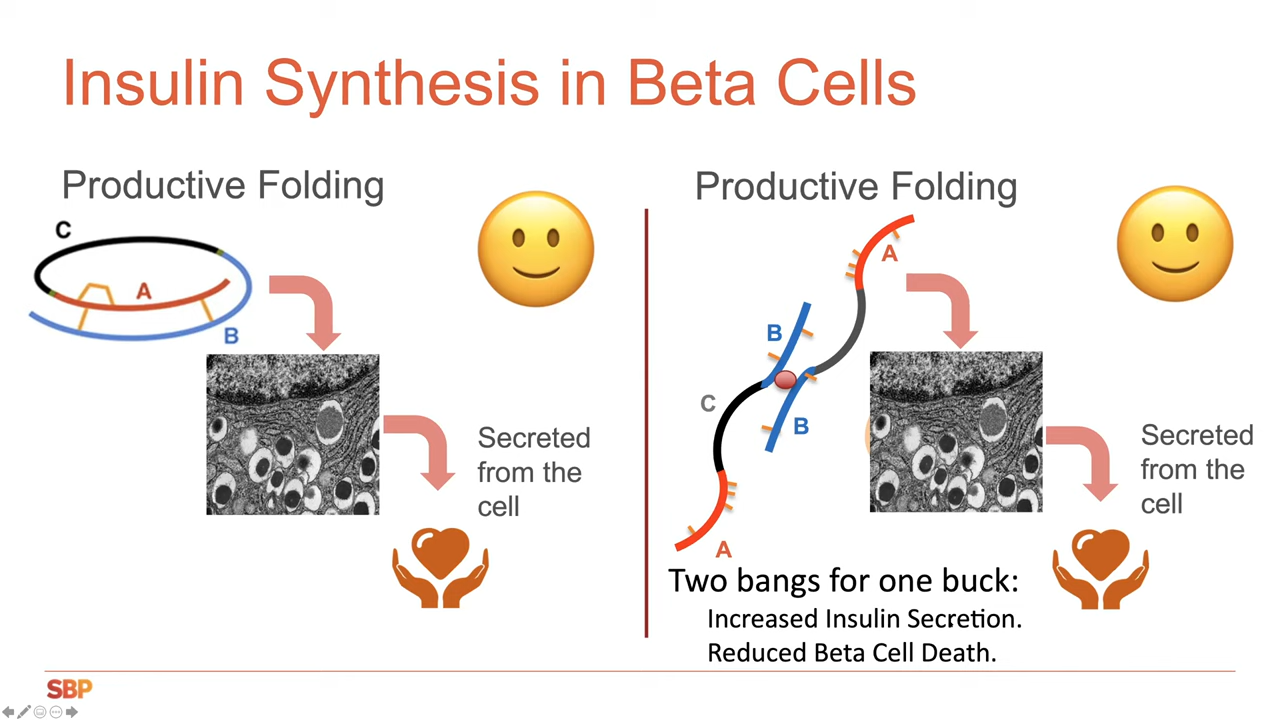 Insulin Synthesis in Beta Cells
Productive Folding
C
A
B
Secreted
from the
cell
Productive Folding
A
B
C
B
A
Secreted
from the
cell
Two bangs for one buck:
Increased Insulin Secretion.
Reduced Beta Cell Death.
SBP